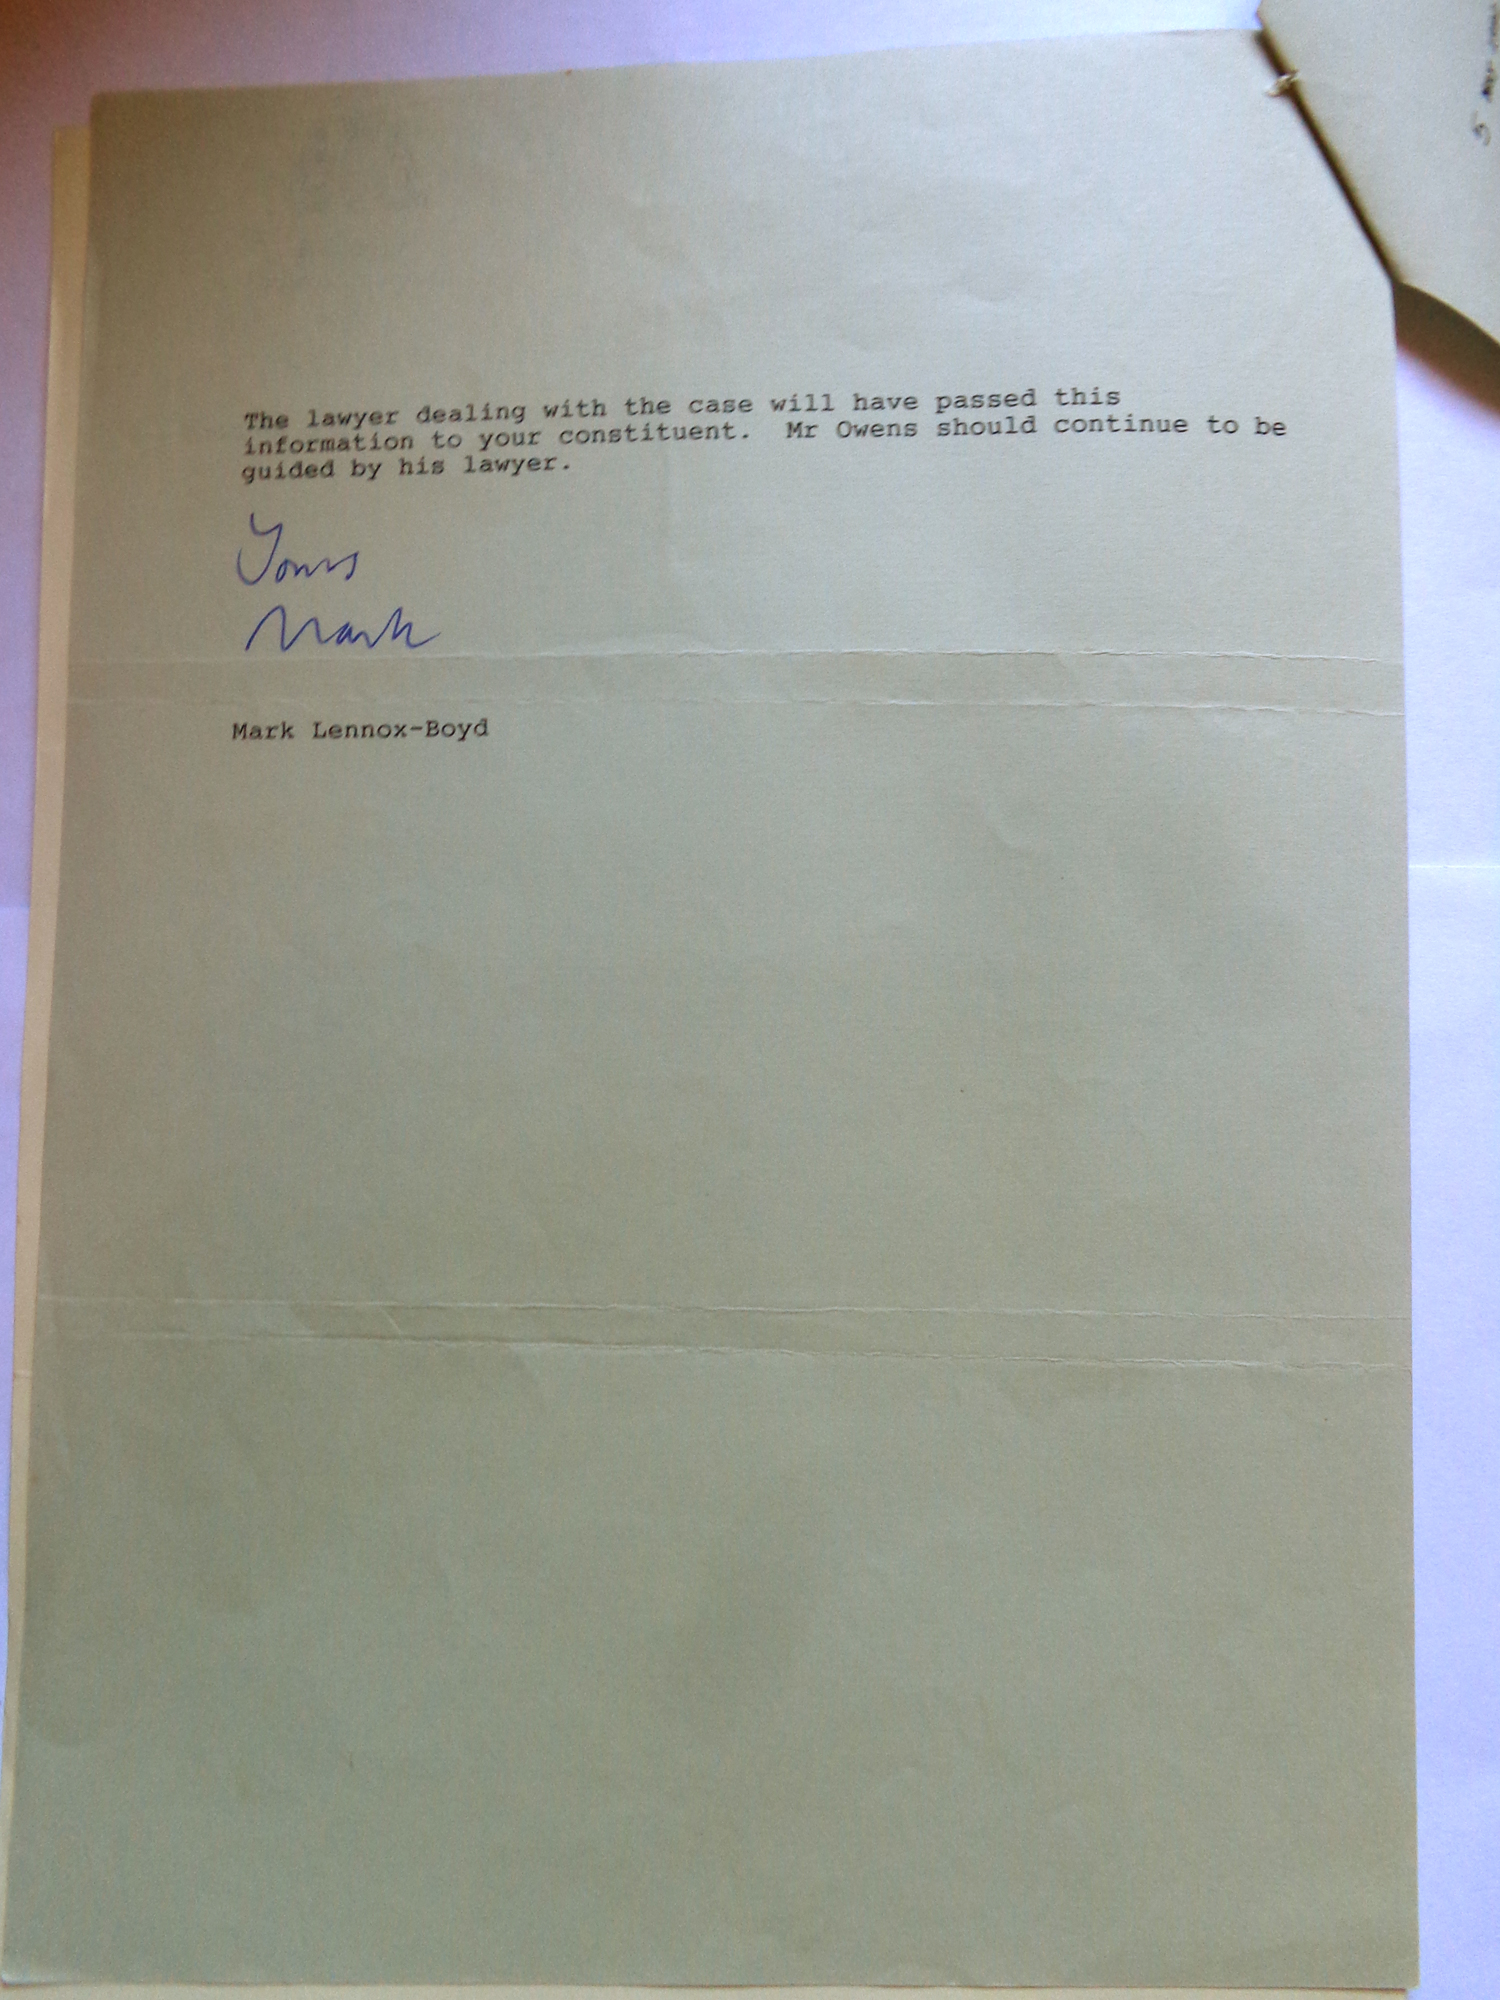 The lawyer dealing with the case will have passed this
information to your constituent.  Mr Owens should continue to be
guided by his lawyer.
Yours
Mark
Mark Lennox-Boyd